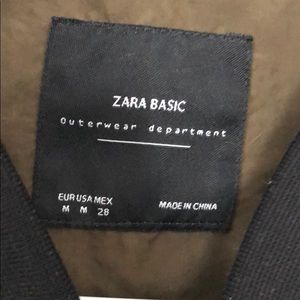 ZARA BASIC
Outerwear department
EUR USA MEX
M M 28
MADE IN CHINA